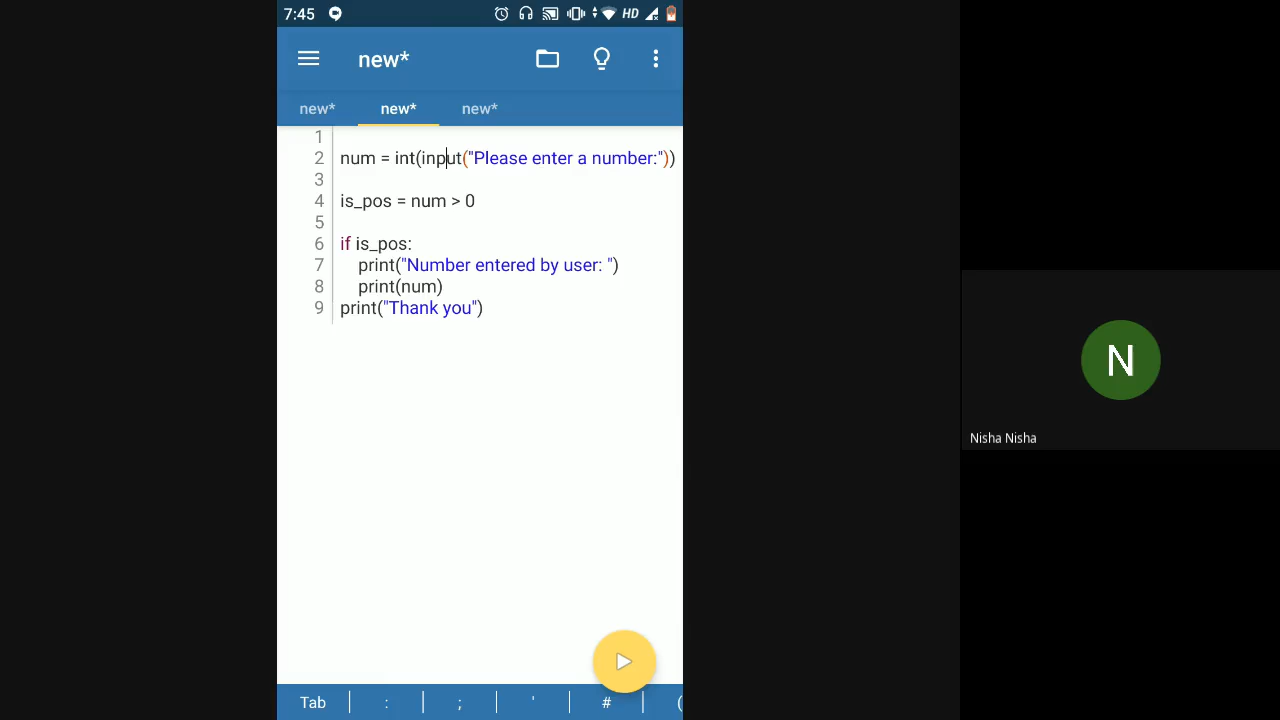 7:45 HD
new*
new* new* new*
1
2 num = int(input("Please enter a number:"))
3
4 is_pos = num > 0
5
6 if is_pos:
7 print("Number entered by user: ")
8 print(num)
9 print("Thank you")
N
Nisha Nisha
Tab : ; ' # (